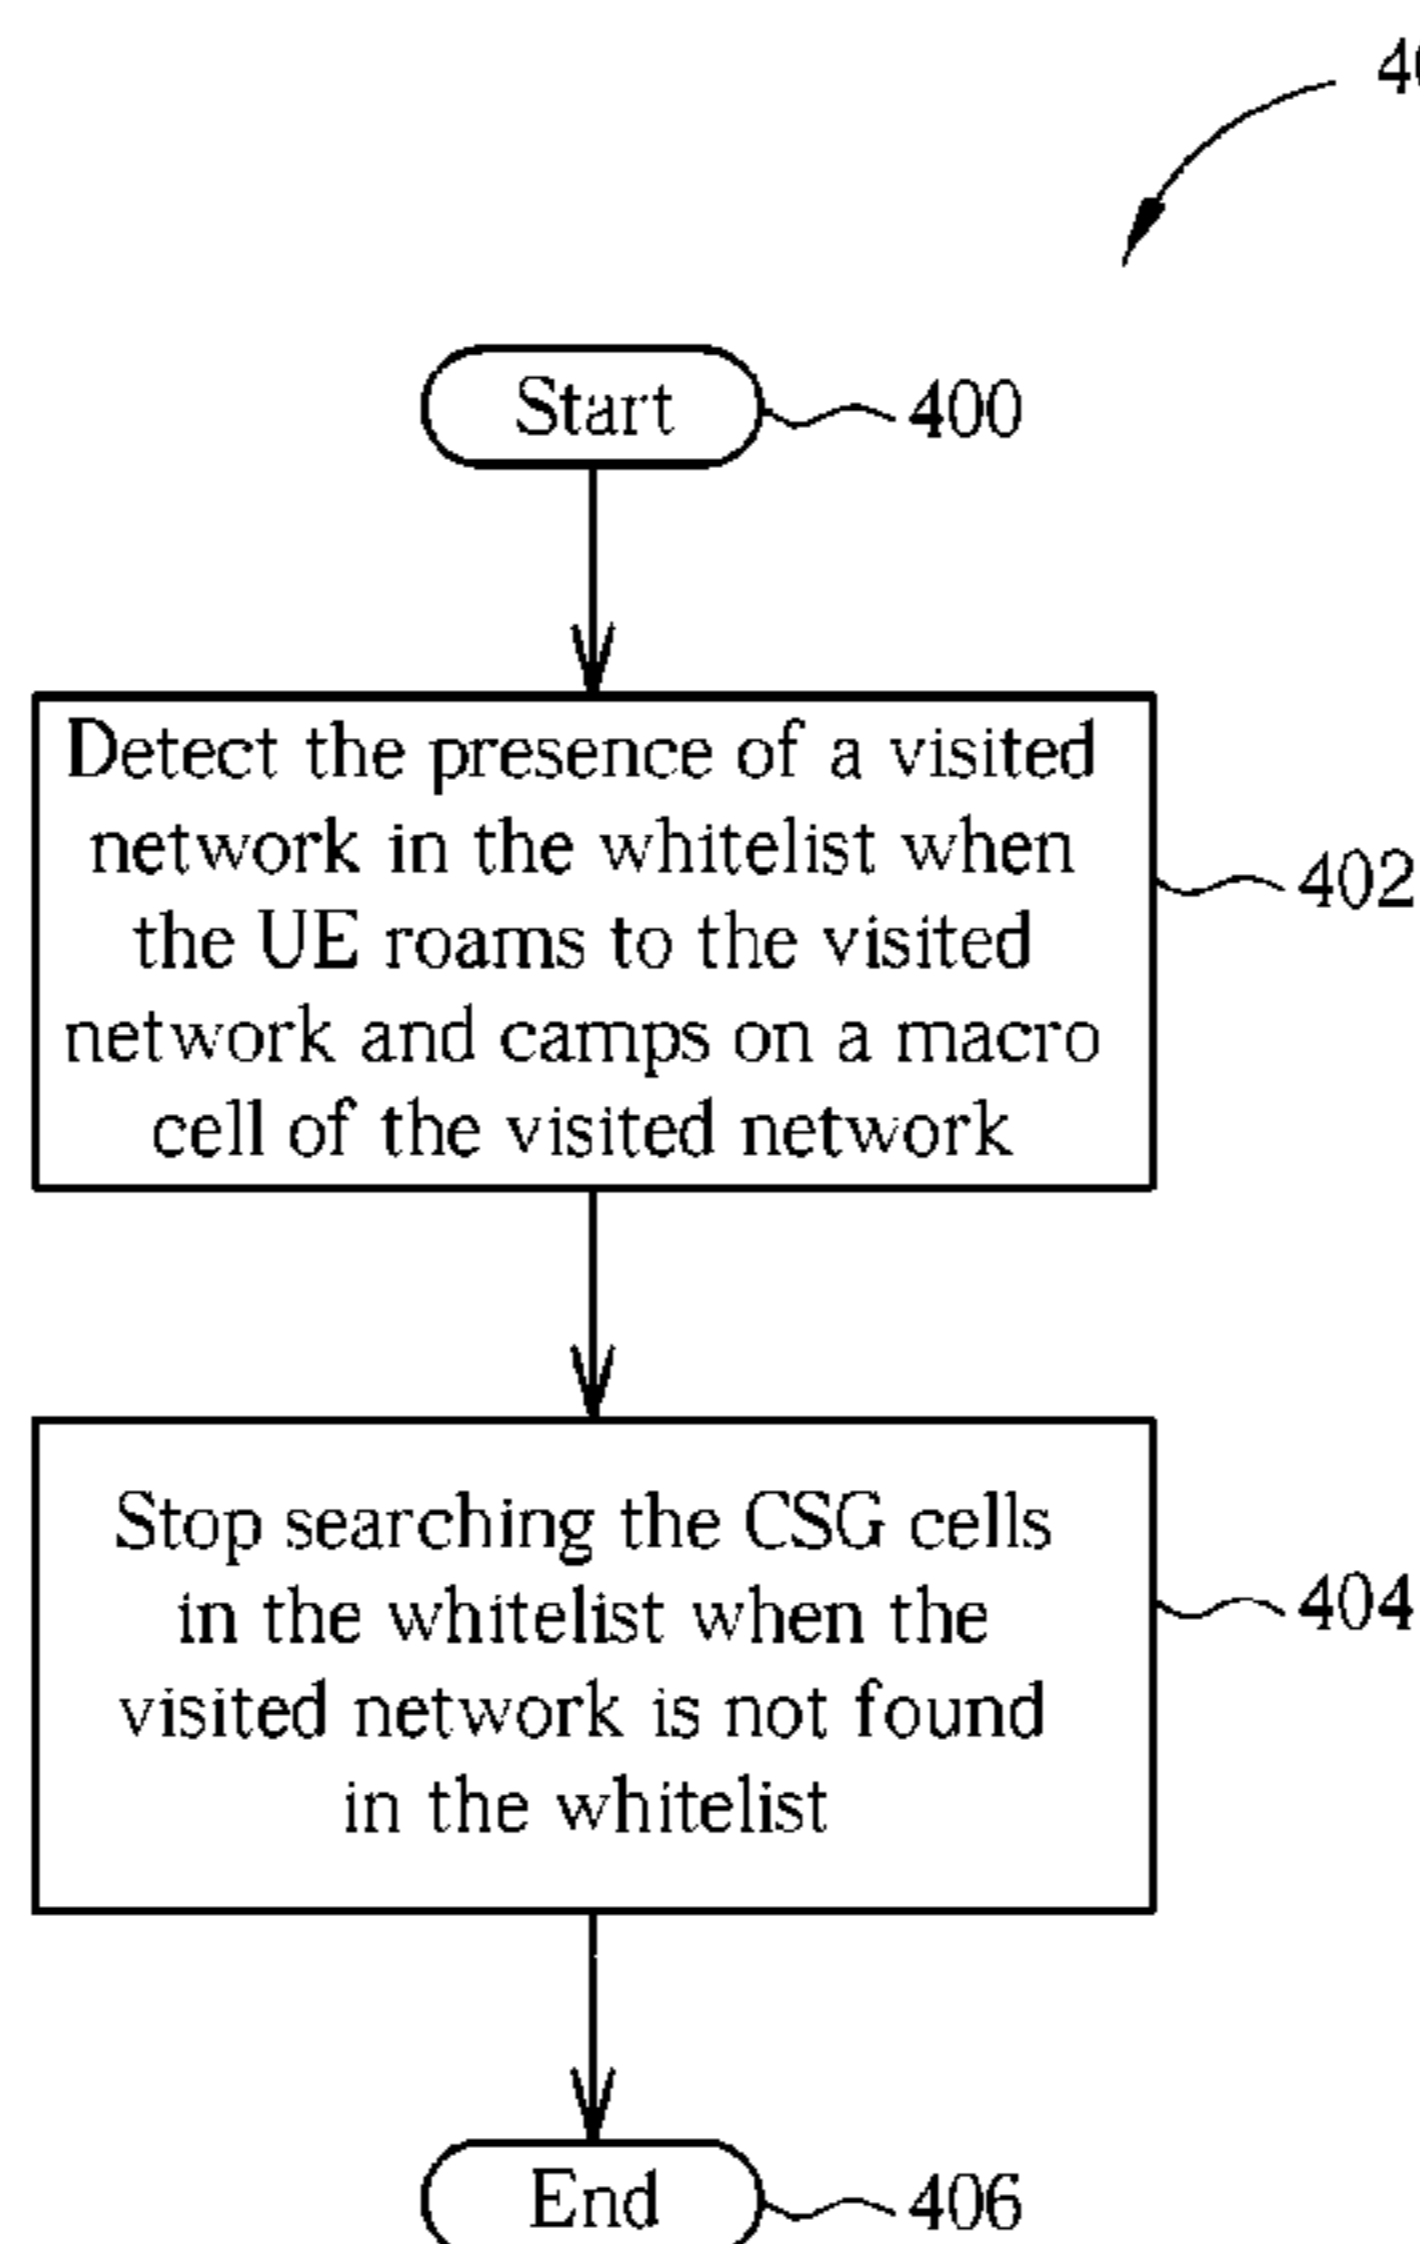 Start
400
Detect the presence of a visited
network in the whitelist when
the UE roams to the visited
network and camps on a macro
cell of the visited network
402
Stop searching the CSG cells
in the whitelist when the
visited network is not found
in the whitelist
404
End
406